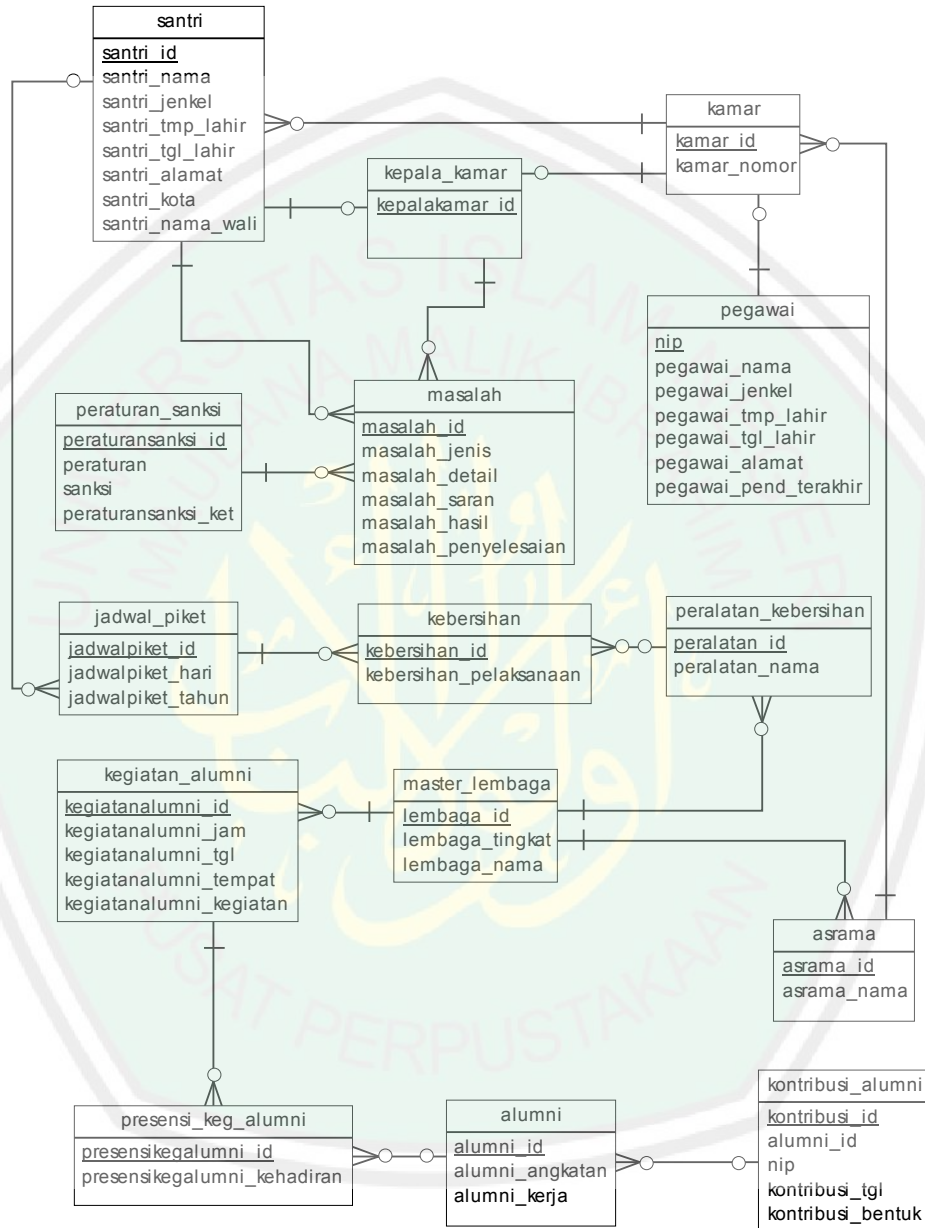 santri
santri_id
santri_nama
santri_jenkel
santri_tmp_lahir
santri_tgl_lahir
santri_alamat
santri_kota
santri_nama_wali
kamar
kamar_id
kamar_nomor
kepala_kamar
kepalakamar_id
pegawai
nip
pegawai_nama
pegawai_jenkel
pegawai_tmp_lahir
pegawai_tgl_lahir
pegawai_alamat
pegawai_pend_terakhir
peraturan_sanksi
peraturansanksi_id
peraturan
sanksi
peraturansanksi_ket
masalah
masalah_id
masalah_jenis
masalah_detail
masalah_saran
masalah_hasil
masalah_penyelesaian
jadwal_piket
jadwalpiket_id
jadwalpiket_hari
jadwalpiket_tahun
kebersihan
kebersihan_id
kebersihan_pelaksanaan
peralatan_kebersihan
peralatan_id
peralatan_nama
kegiatan_alumni
kegiatanalumni_id
kegiatanalumni_jam
kegiatanalumni_tgl
kegiatanalumni_tempat
kegiatanalumni_kegiatan
master_lembaga
lembaga_id
lembaga_tingkat
lembaga_nama
asrama
asrama_id
asrama_nama
presensi_keg_alumni
presensikegalumni_id
presensikegalumni_kehadiran
alumni
alumni_id
alumni_angkatan
alumni_kerja
kontribusi_alumni
kontribusi_id
alumni_id
nip
kontribusi_tgl
kontribusi_bentuk
PUSAT PERPUSTAKAAN